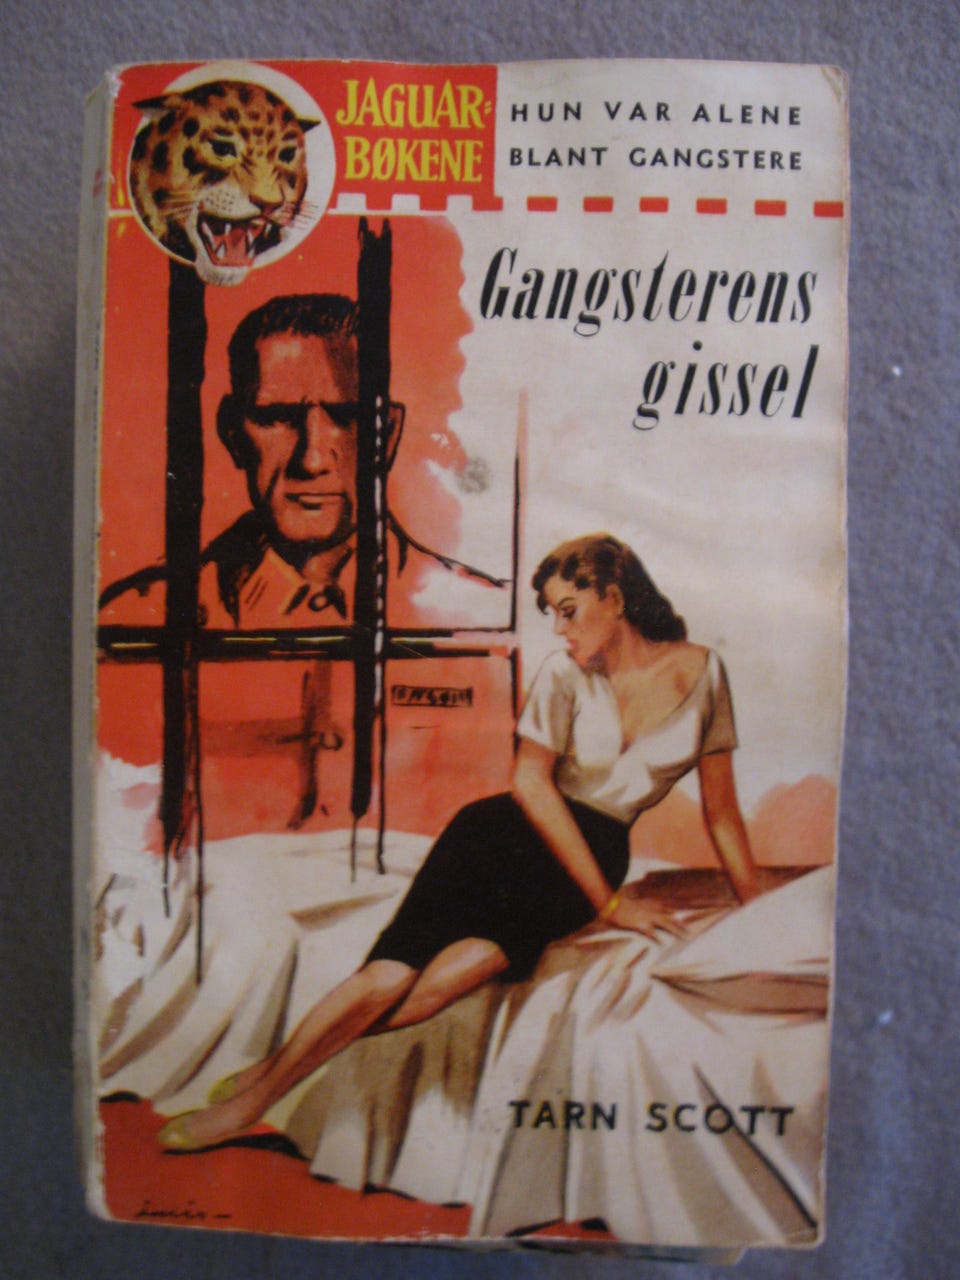 JAGUAR-
BØKENE
HUN VAR ALENE
BLANT GANGSTERE
Gangsterens
gissel
TARN SCOTT